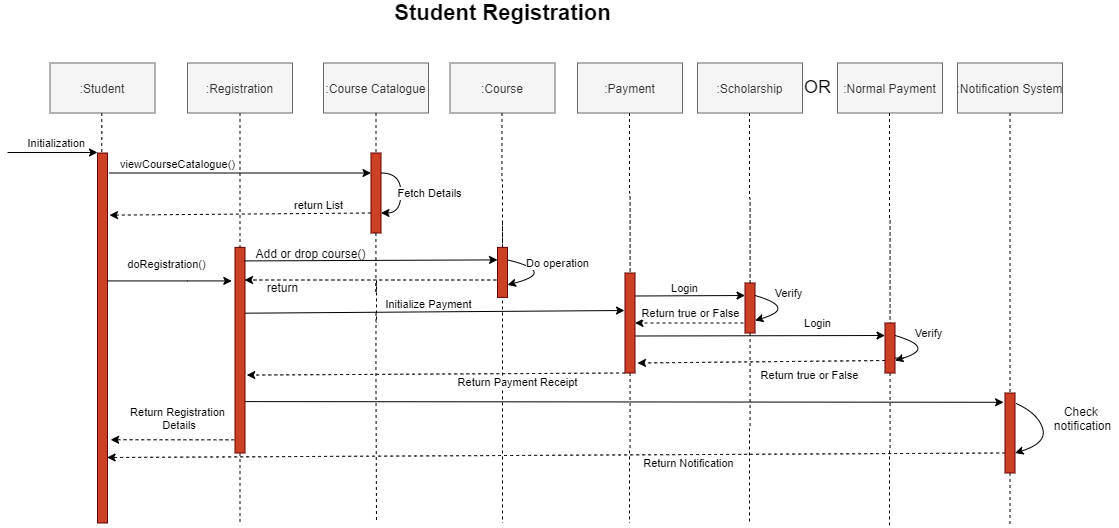 Student Registration
:Student
:Registration
:Course Catalogue
:Course
:Payment
:Scholarship
OR
:Normal Payment
:Notification System
Initialization
viewCourseCatalogue()
Fetch Details
return List
Add or drop course()
doRegistration()
Do operation
return
Login
Verify
Initialize Payment
Return true or False
Login
Verify
Return true or False
Return Payment Receipt
Return Registration
Details
Check
notification
Return Notification